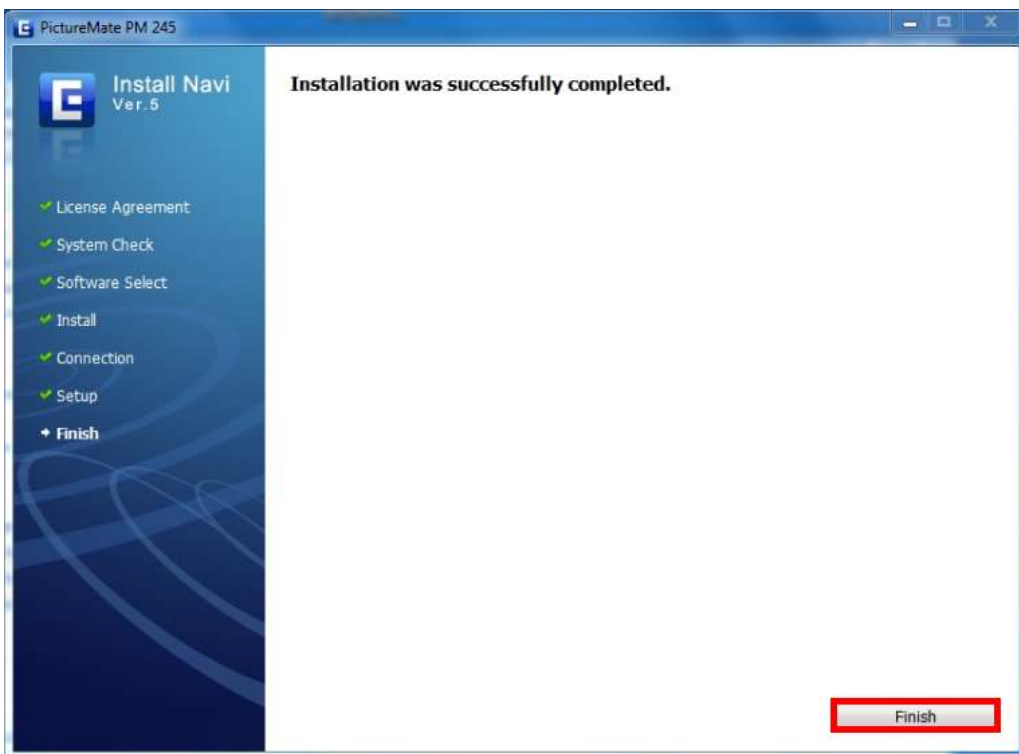 PictureMate PM 245
Install Navi
Ver.5
Installation was successfully completed.
License Agreement
System Check
Software Select
Install
Connection
Setup
Finish
Finish